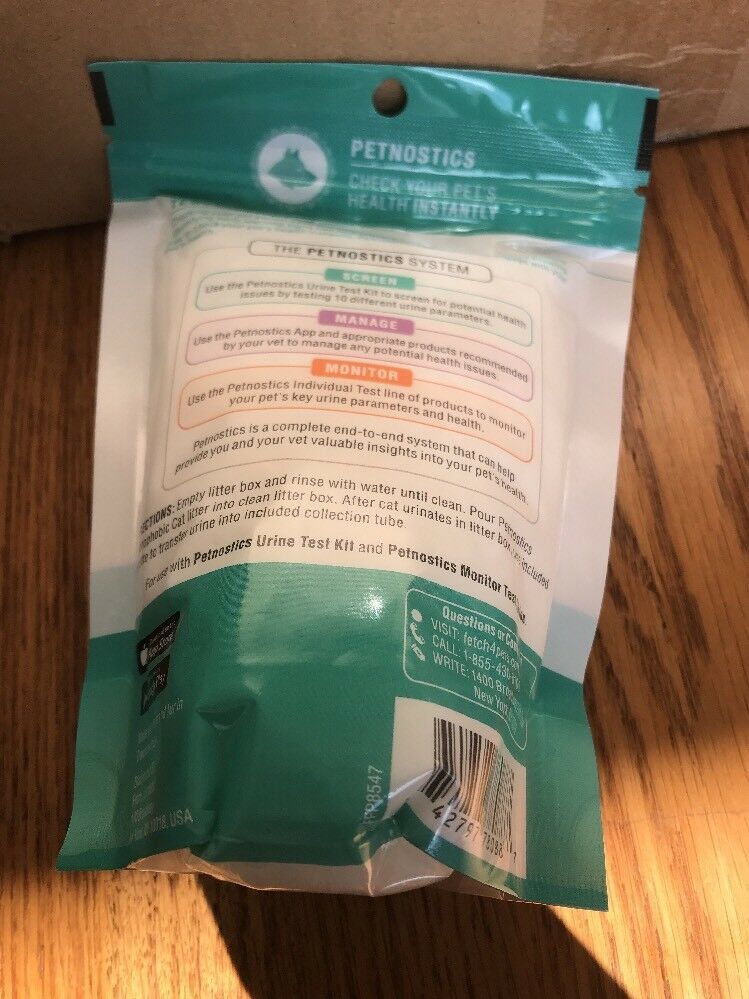 PETNOSTICS
CHECK YOUR PET'S
HEALTH INSTANTLY
THE PETNOSTICS SYSTEM
SCREEN
Use the Petnostics Urine Test Kit to screen for potential health
issues by testing 10 different urine parameters.
MANAGE
Use the Petnostics App and appropriate products recommended
by your vet to manage any potential health issues.
MONITOR
Use the Petnostics Individual Test line of products to monitor
your pet's key urine parameters and health.
Petnostics is a complete end-to-end system that can help
provide you and your vet valuable insights into your pet's health.
Empty litter box and rinse with water until clean. Pour Petnostics
Cat litter into clean litter box. After cat urinates in litter box, use included
to transfer urine into included collection tube.
For use with Petnostics Urine Test Kit and Petnostics Monitor
Questions or
VISIT: fetch4pets.com
CALL: 1-855-
WRITE: 1400
New York
App Store
8547
USA